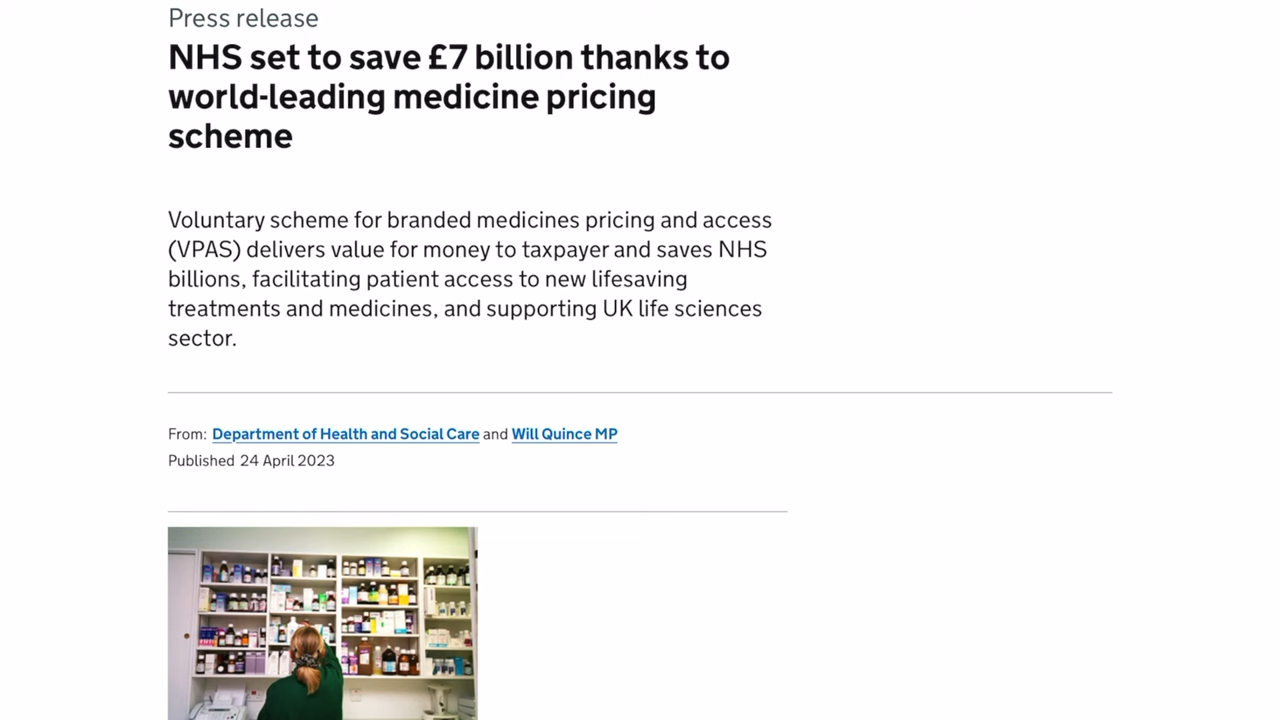 Press release
NHS set to save £7 billion thanks to
world-leading medicine pricing
scheme
Voluntary scheme for branded medicines pricing and access
(VPAS) delivers value for money to taxpayer and saves NHS
billions, facilitating patient access to new lifesaving
treatments and medicines, and supporting UK life sciences
sector.
From: Department of Health and Social Care and Will Quince MP
Published 24 April 2023